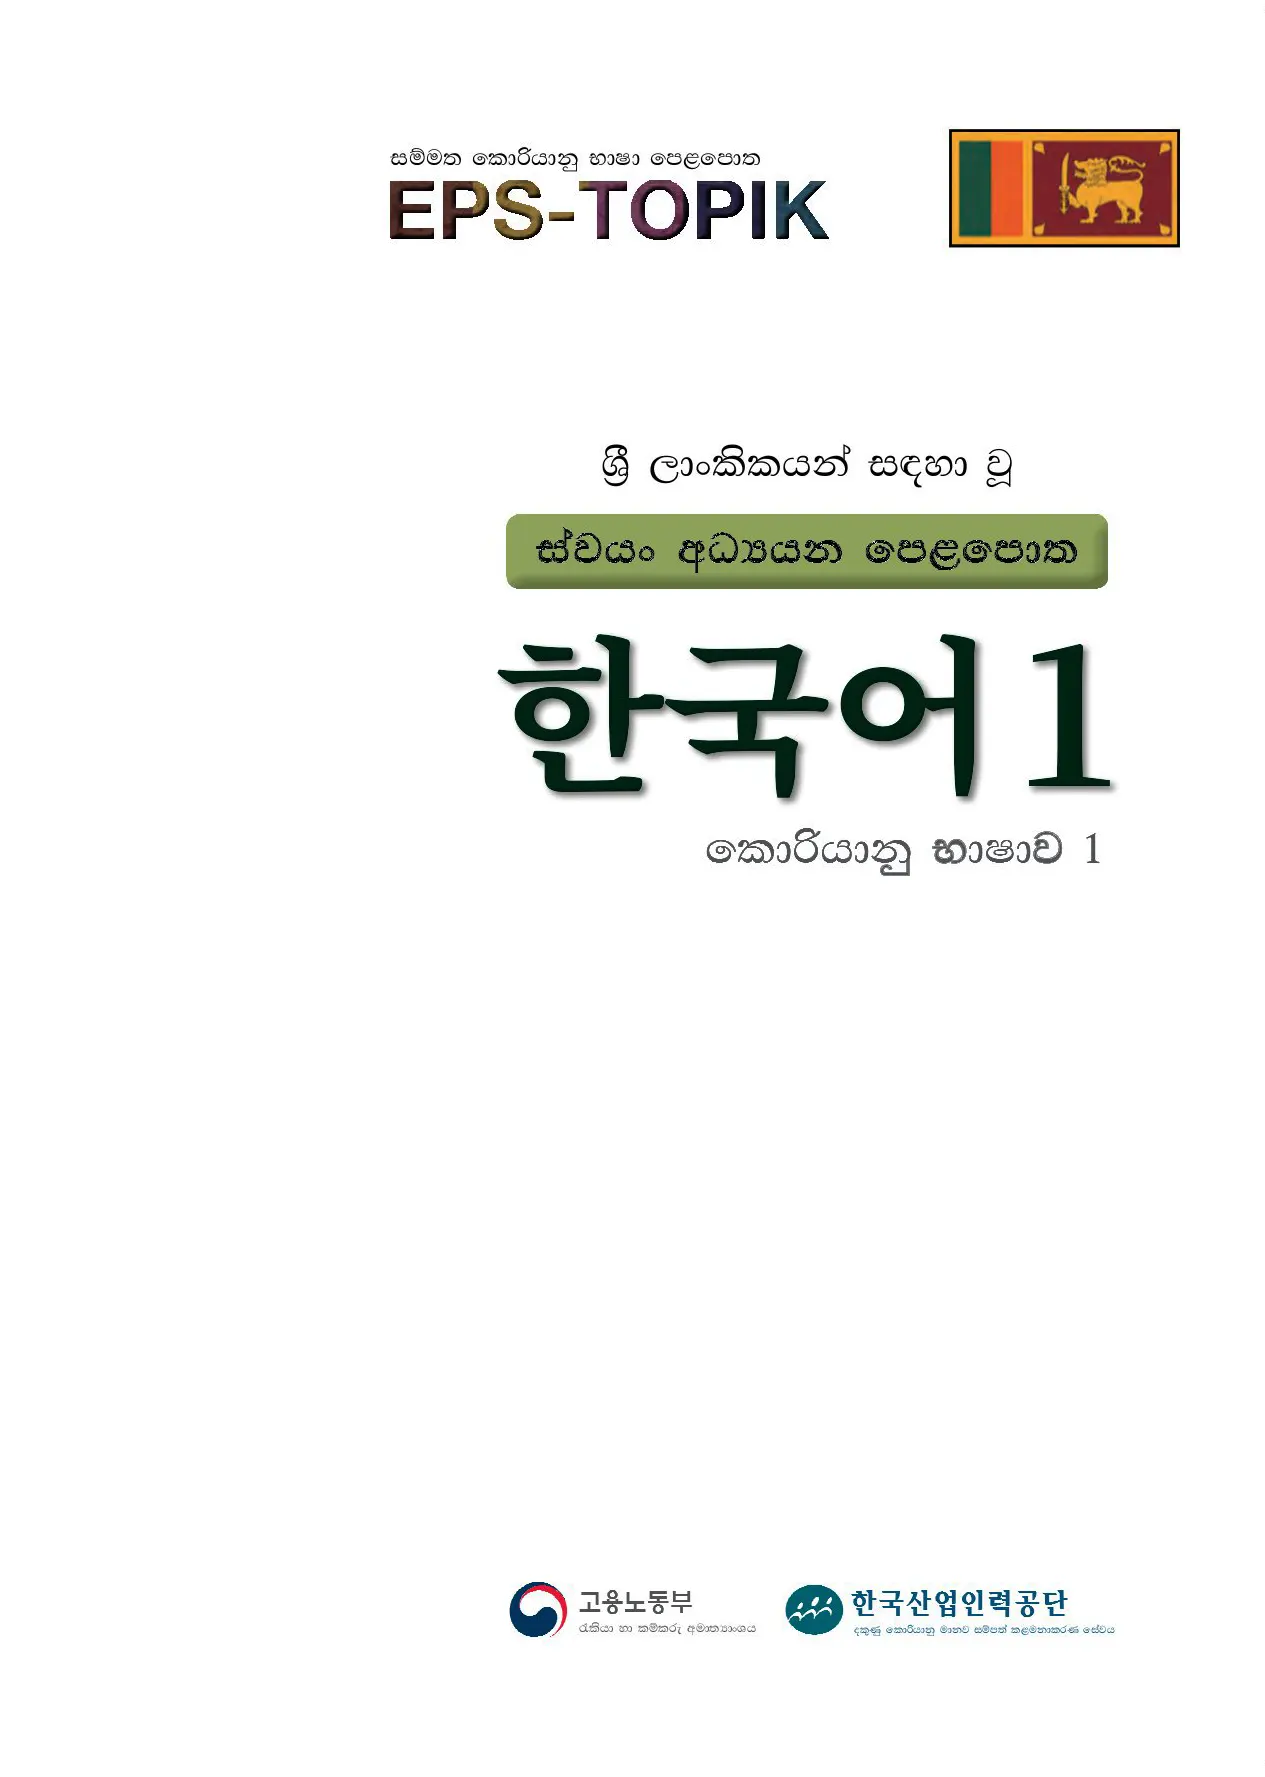 සම්මත කොරියානු භාෂා පෙළපොත
EPS-TOPIK
ශ්‍රී ලාංකිකයන් සඳහා වූ
ස්වයං අධ්‍යයන පෙළපොත
한국어1
කොරියානු භාෂාව 1
고용노동부
රැකියා හා කම්කරු අමාත්‍යාංශය
한국산업인력공단
දකුණු කොරියානු මානව සම්පත් කළමනාකරණ සේවය